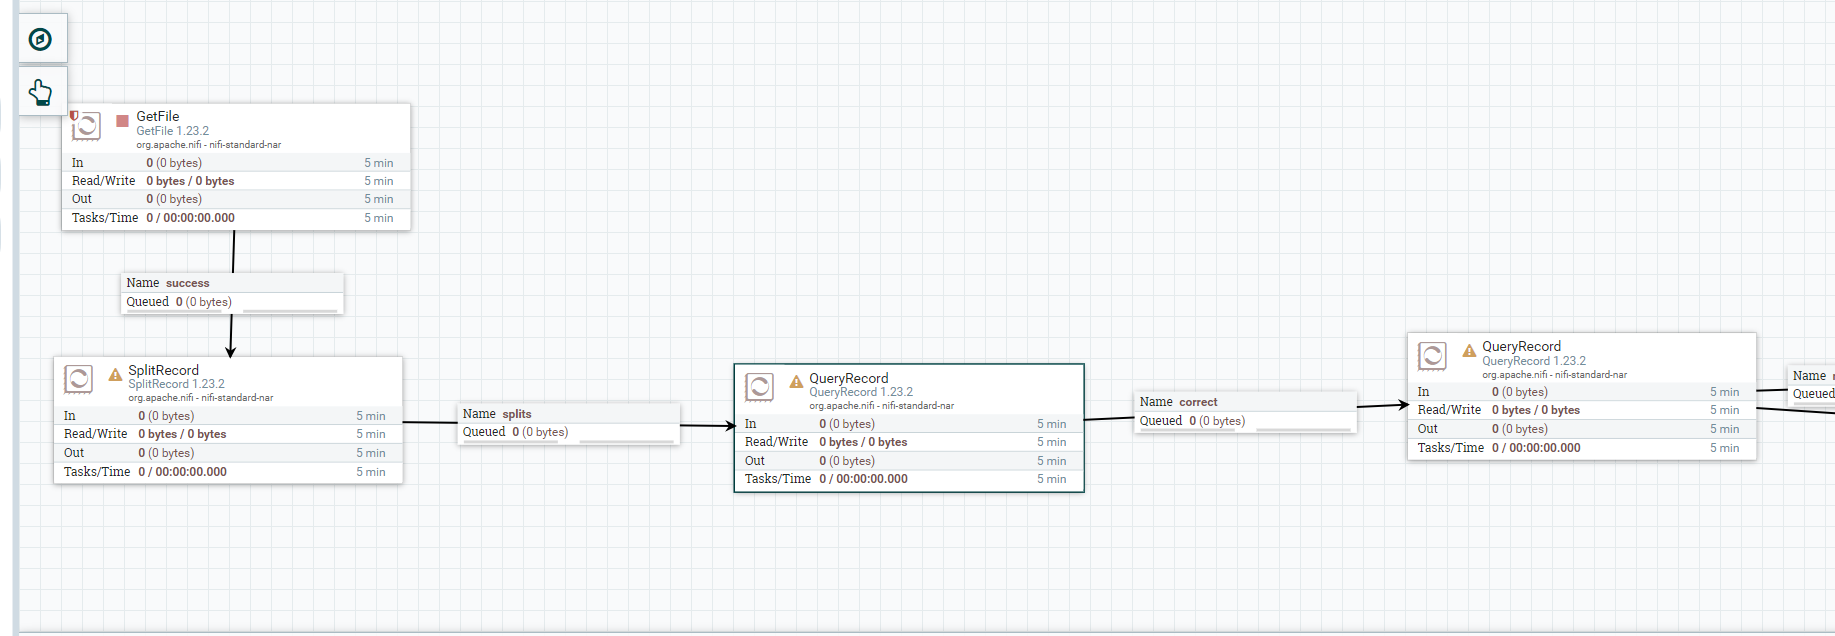 GetFile
GetFile 1.23.2
org.apache.nifi - nifi-standard-nar
In 0 (0 bytes) 5 min
Read/Write 0 bytes / 0 bytes 5 min
Out 0 (0 bytes) 5 min
Tasks/Time 0 / 00:00:00.000 5 min
Name success
Queued 0 (0 bytes)
SplitRecord
SplitRecord 1.23.2
org.apache.nifi - nifi-standard-nar
In 0 (0 bytes) 5 min
Read/Write 0 bytes / 0 bytes 5 min
Out 0 (0 bytes) 5 min
Tasks/Time 0 / 00:00:00.000 5 min
Name splits
Queued 0 (0 bytes)
QueryRecord
QueryRecord 1.23.2
org.apache.nifi - nifi-standard-nar
In 0 (0 bytes) 5 min
Read/Write 0 bytes / 0 bytes 5 min
Out 0 (0 bytes) 5 min
Tasks/Time 0 / 00:00:00.000 5 min
Name correct
Queued 0 (0 bytes)
QueryRecord
QueryRecord 1.23.2
org.apache.nifi - nifi-standard-nar
In 0 (0 bytes) 5 min
Read/Write 0 bytes / 0 bytes 5 min
Out 0 (0 bytes) 5 min
Tasks/Time 0 / 00:00:00.000 5 min
Name
Queued